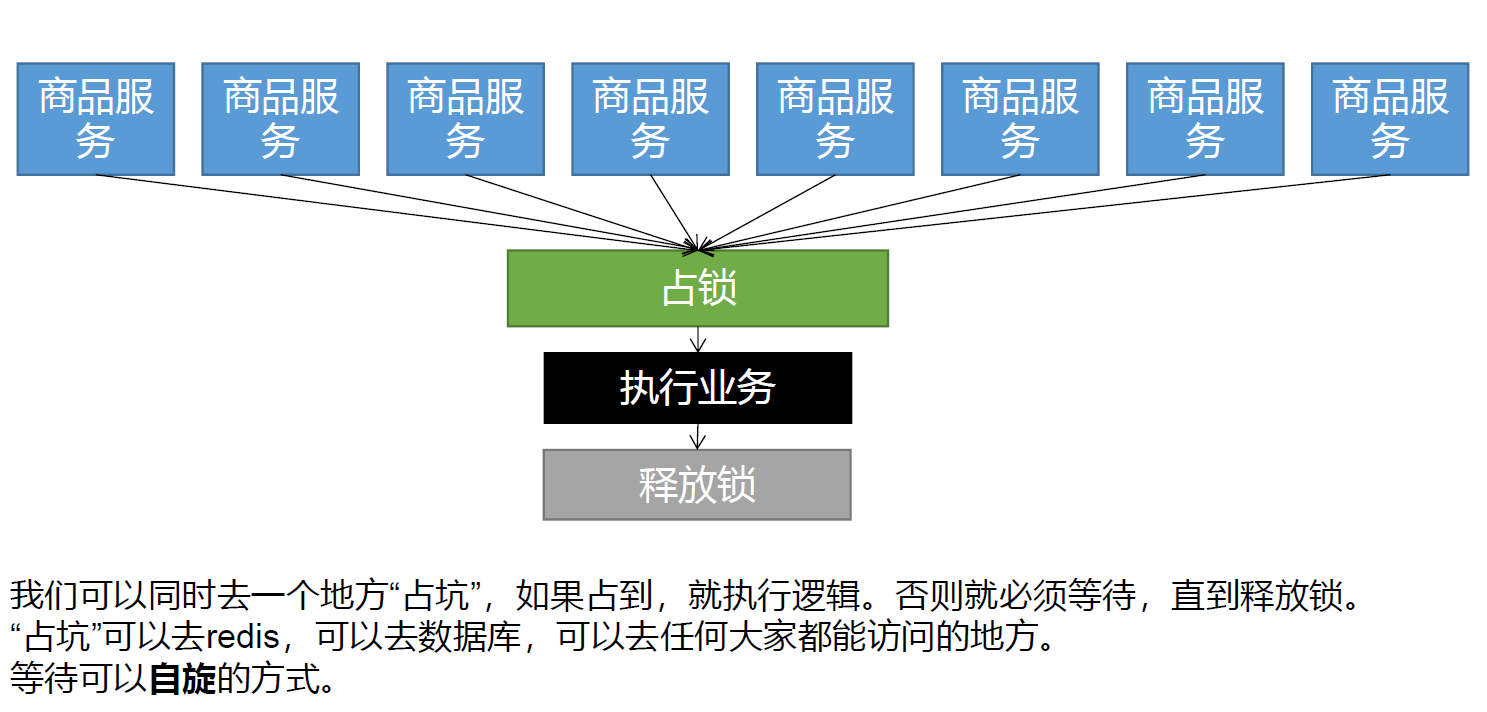 商品服
务
商品服
务
商品服
务
商品服
务
商品服
务
商品服
务
商品服
务
商品服
务
占锁
执行业务
释放锁
我们可以同时去一个地方“占坑”，如果占到，就执行逻辑。否则就必须等待，直到释放锁。
“占坑”可以去redis，可以去数据库，可以去任何大家都能访问的地方。
等待可以自旋的方式。